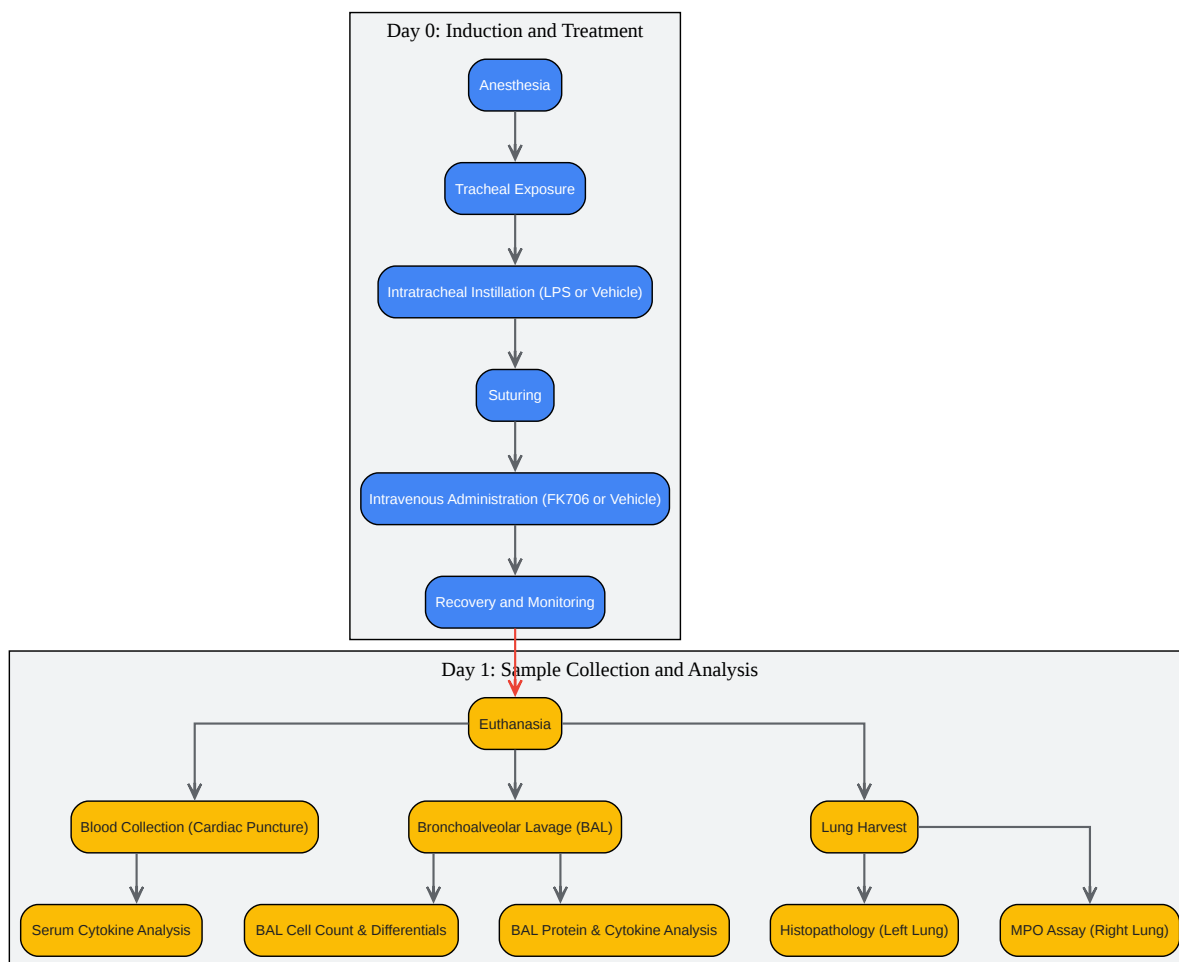 Day 0: Induction and Treatment
Anesthesia
Tracheal Exposure
Intratracheal Instillation (LPS or Vehicle)
Suturing
Intravenous Administration (FK706 or Vehicle)
Recovery and Monitoring
Day 1: Sample Collection and Analysis
Euthanasia
Blood Collection (Cardiac Puncture)
Bronchoalveolar Lavage (BAL)
Lung Harvest
Serum Cytokine Analysis
BAL Cell Count & Differentials
BAL Protein & Cytokine Analysis
Histopathology (Left Lung)
MPO Assay (Right Lung)